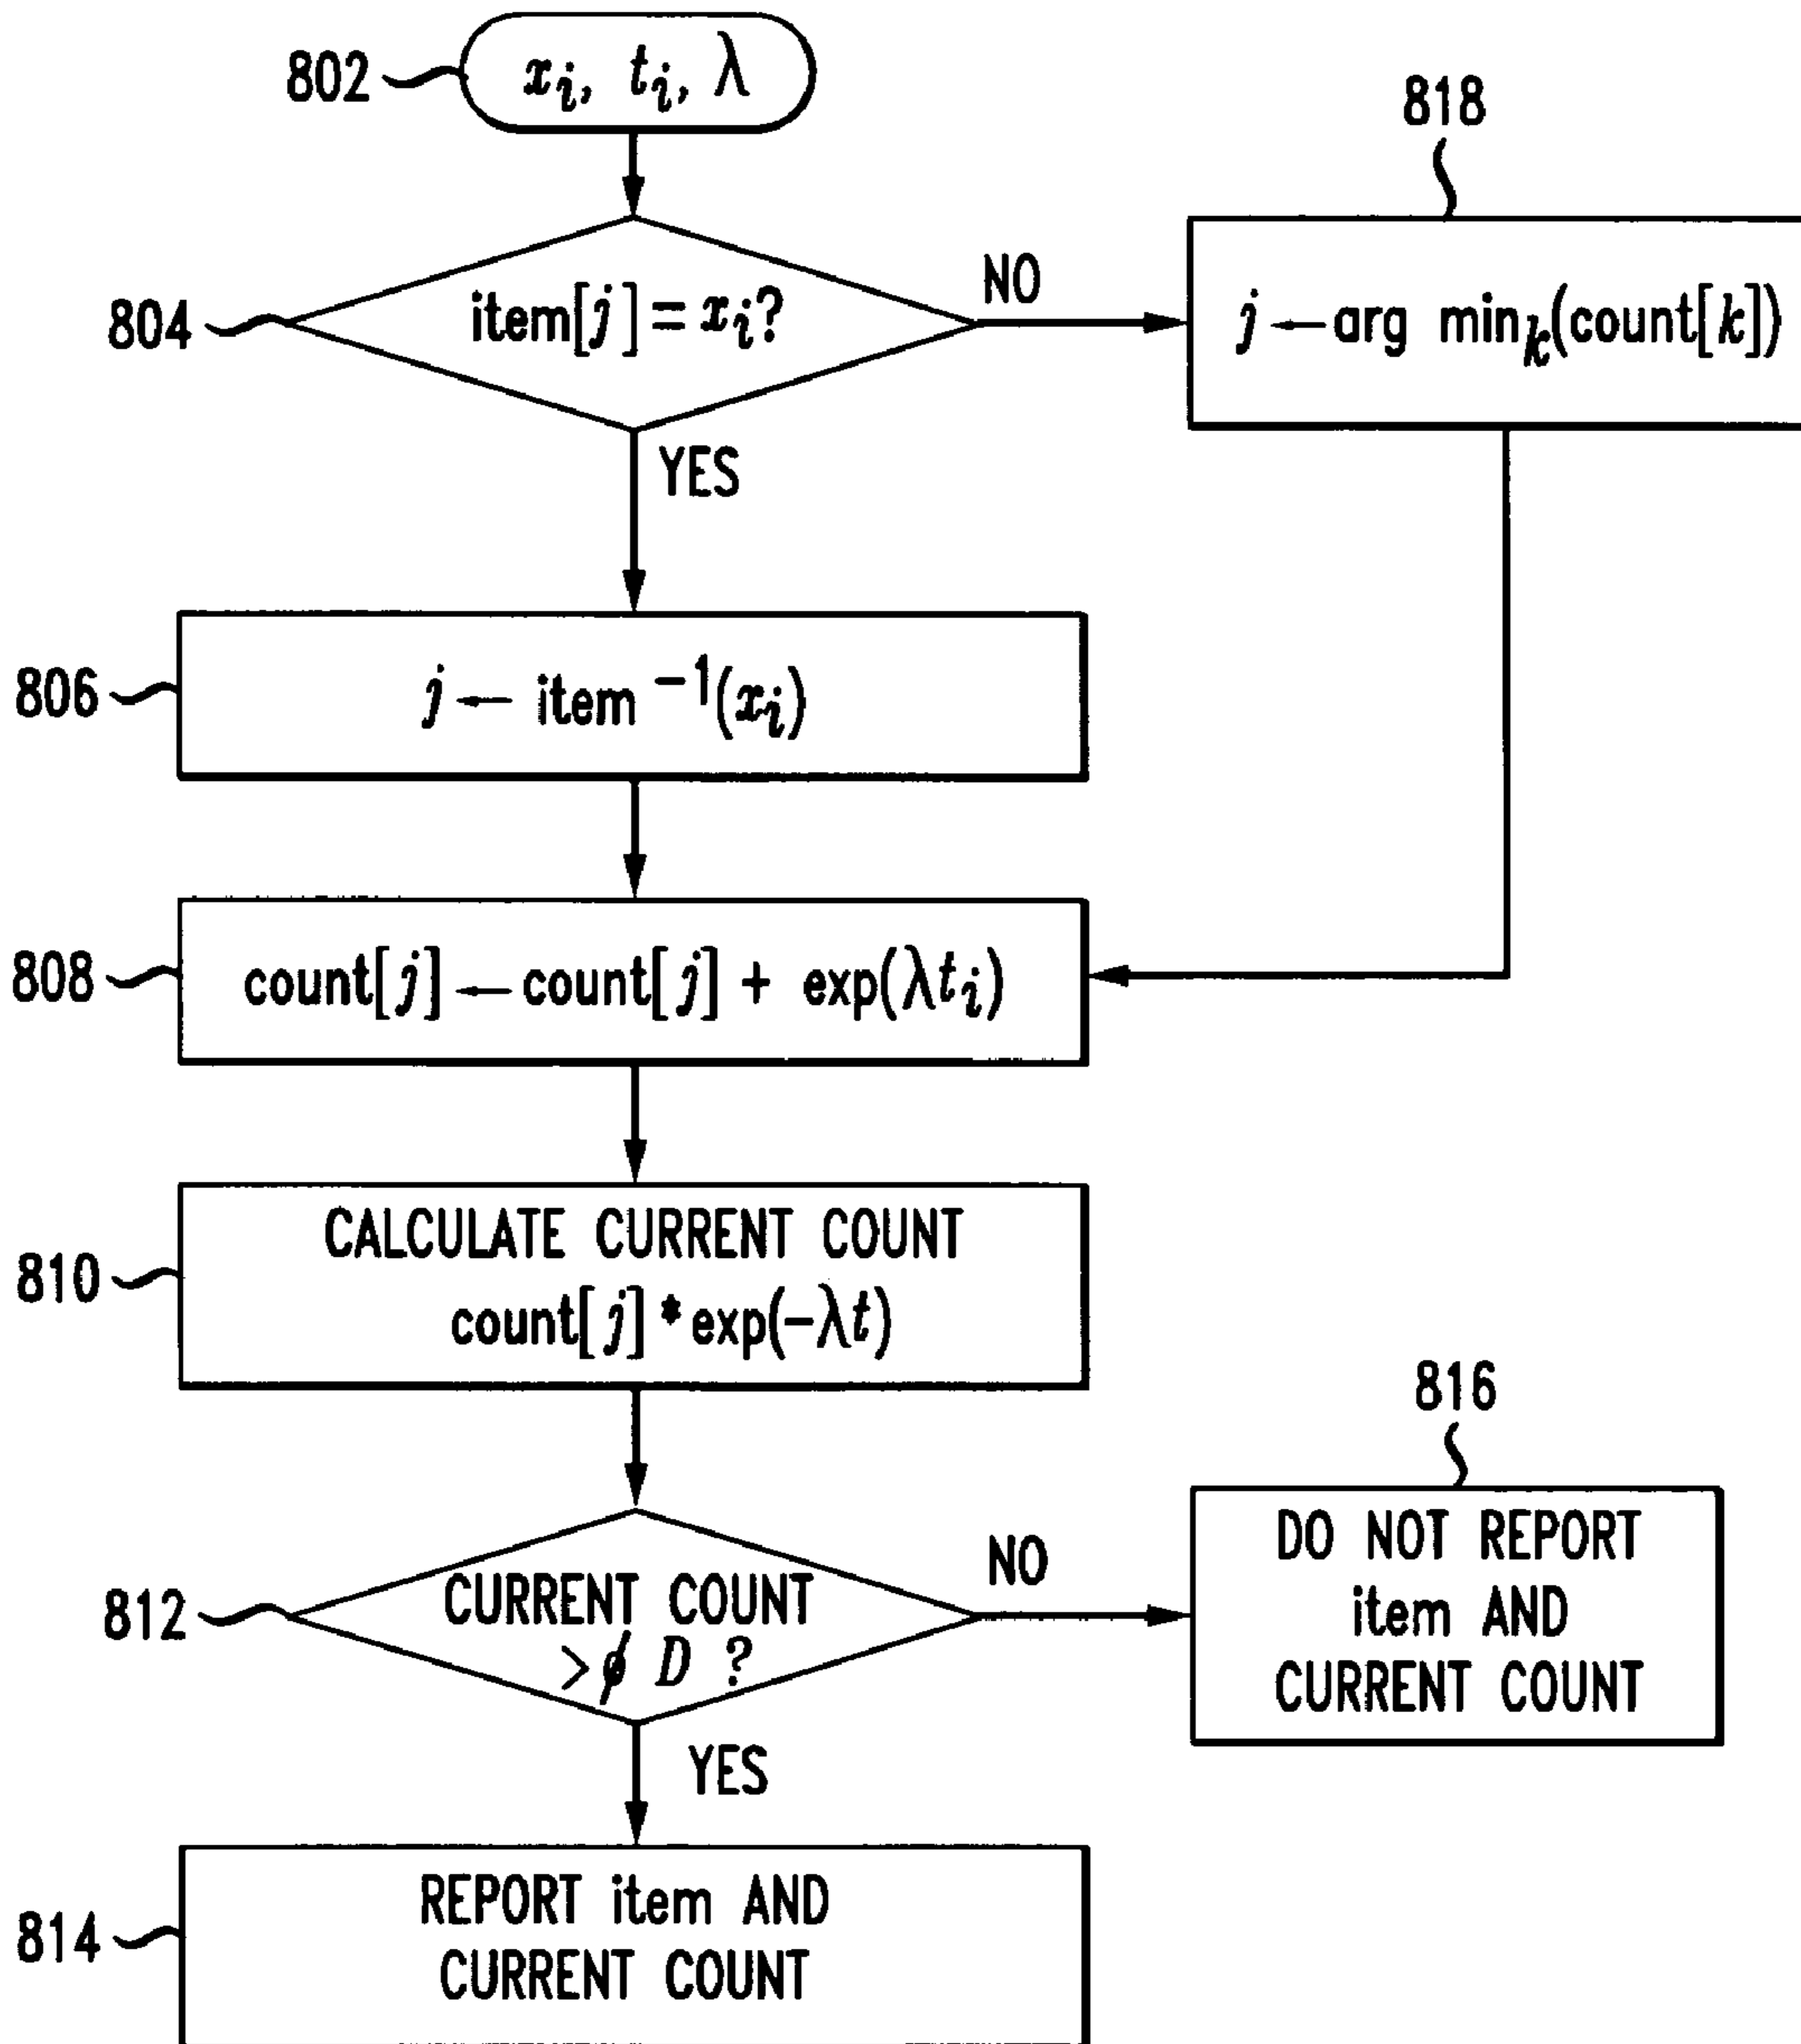 802
x_i, t_i, λ
818
804
item[j] = x_i?
NO
j ← arg min_k(count[k])
YES
806
j ← item ⁻¹(x_i)
808
count[j] ← count[j] + exp(λt_i)
810
CALCULATE CURRENT COUNT
count[j] * exp(−λt)
816
812
CURRENT COUNT
> ϕ D ?
NO
DO NOT REPORT
item AND
CURRENT COUNT
YES
814
REPORT item AND
CURRENT COUNT